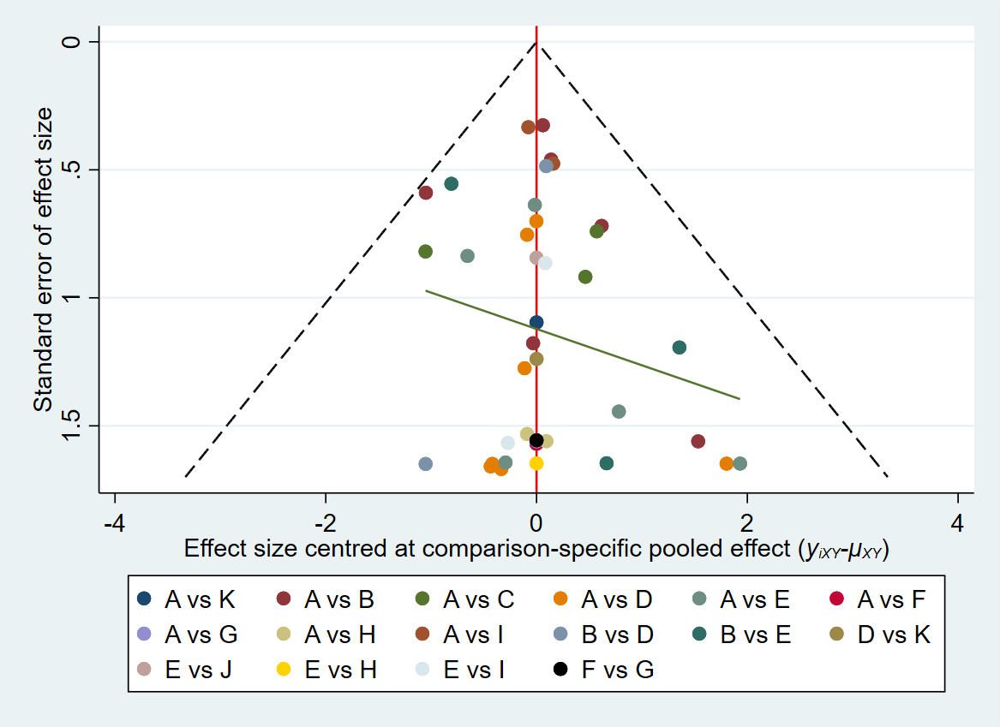 Standard error of effect size
0
.5
1
1.5
-4 -2 0 2 4
Effect size centred at comparison-specific pooled effect (yiXY-μXY)
A vs K A vs B A vs C A vs D A vs E A vs F
A vs G A vs H A vs I B vs D B vs E D vs K
E vs J E vs H E vs I F vs G